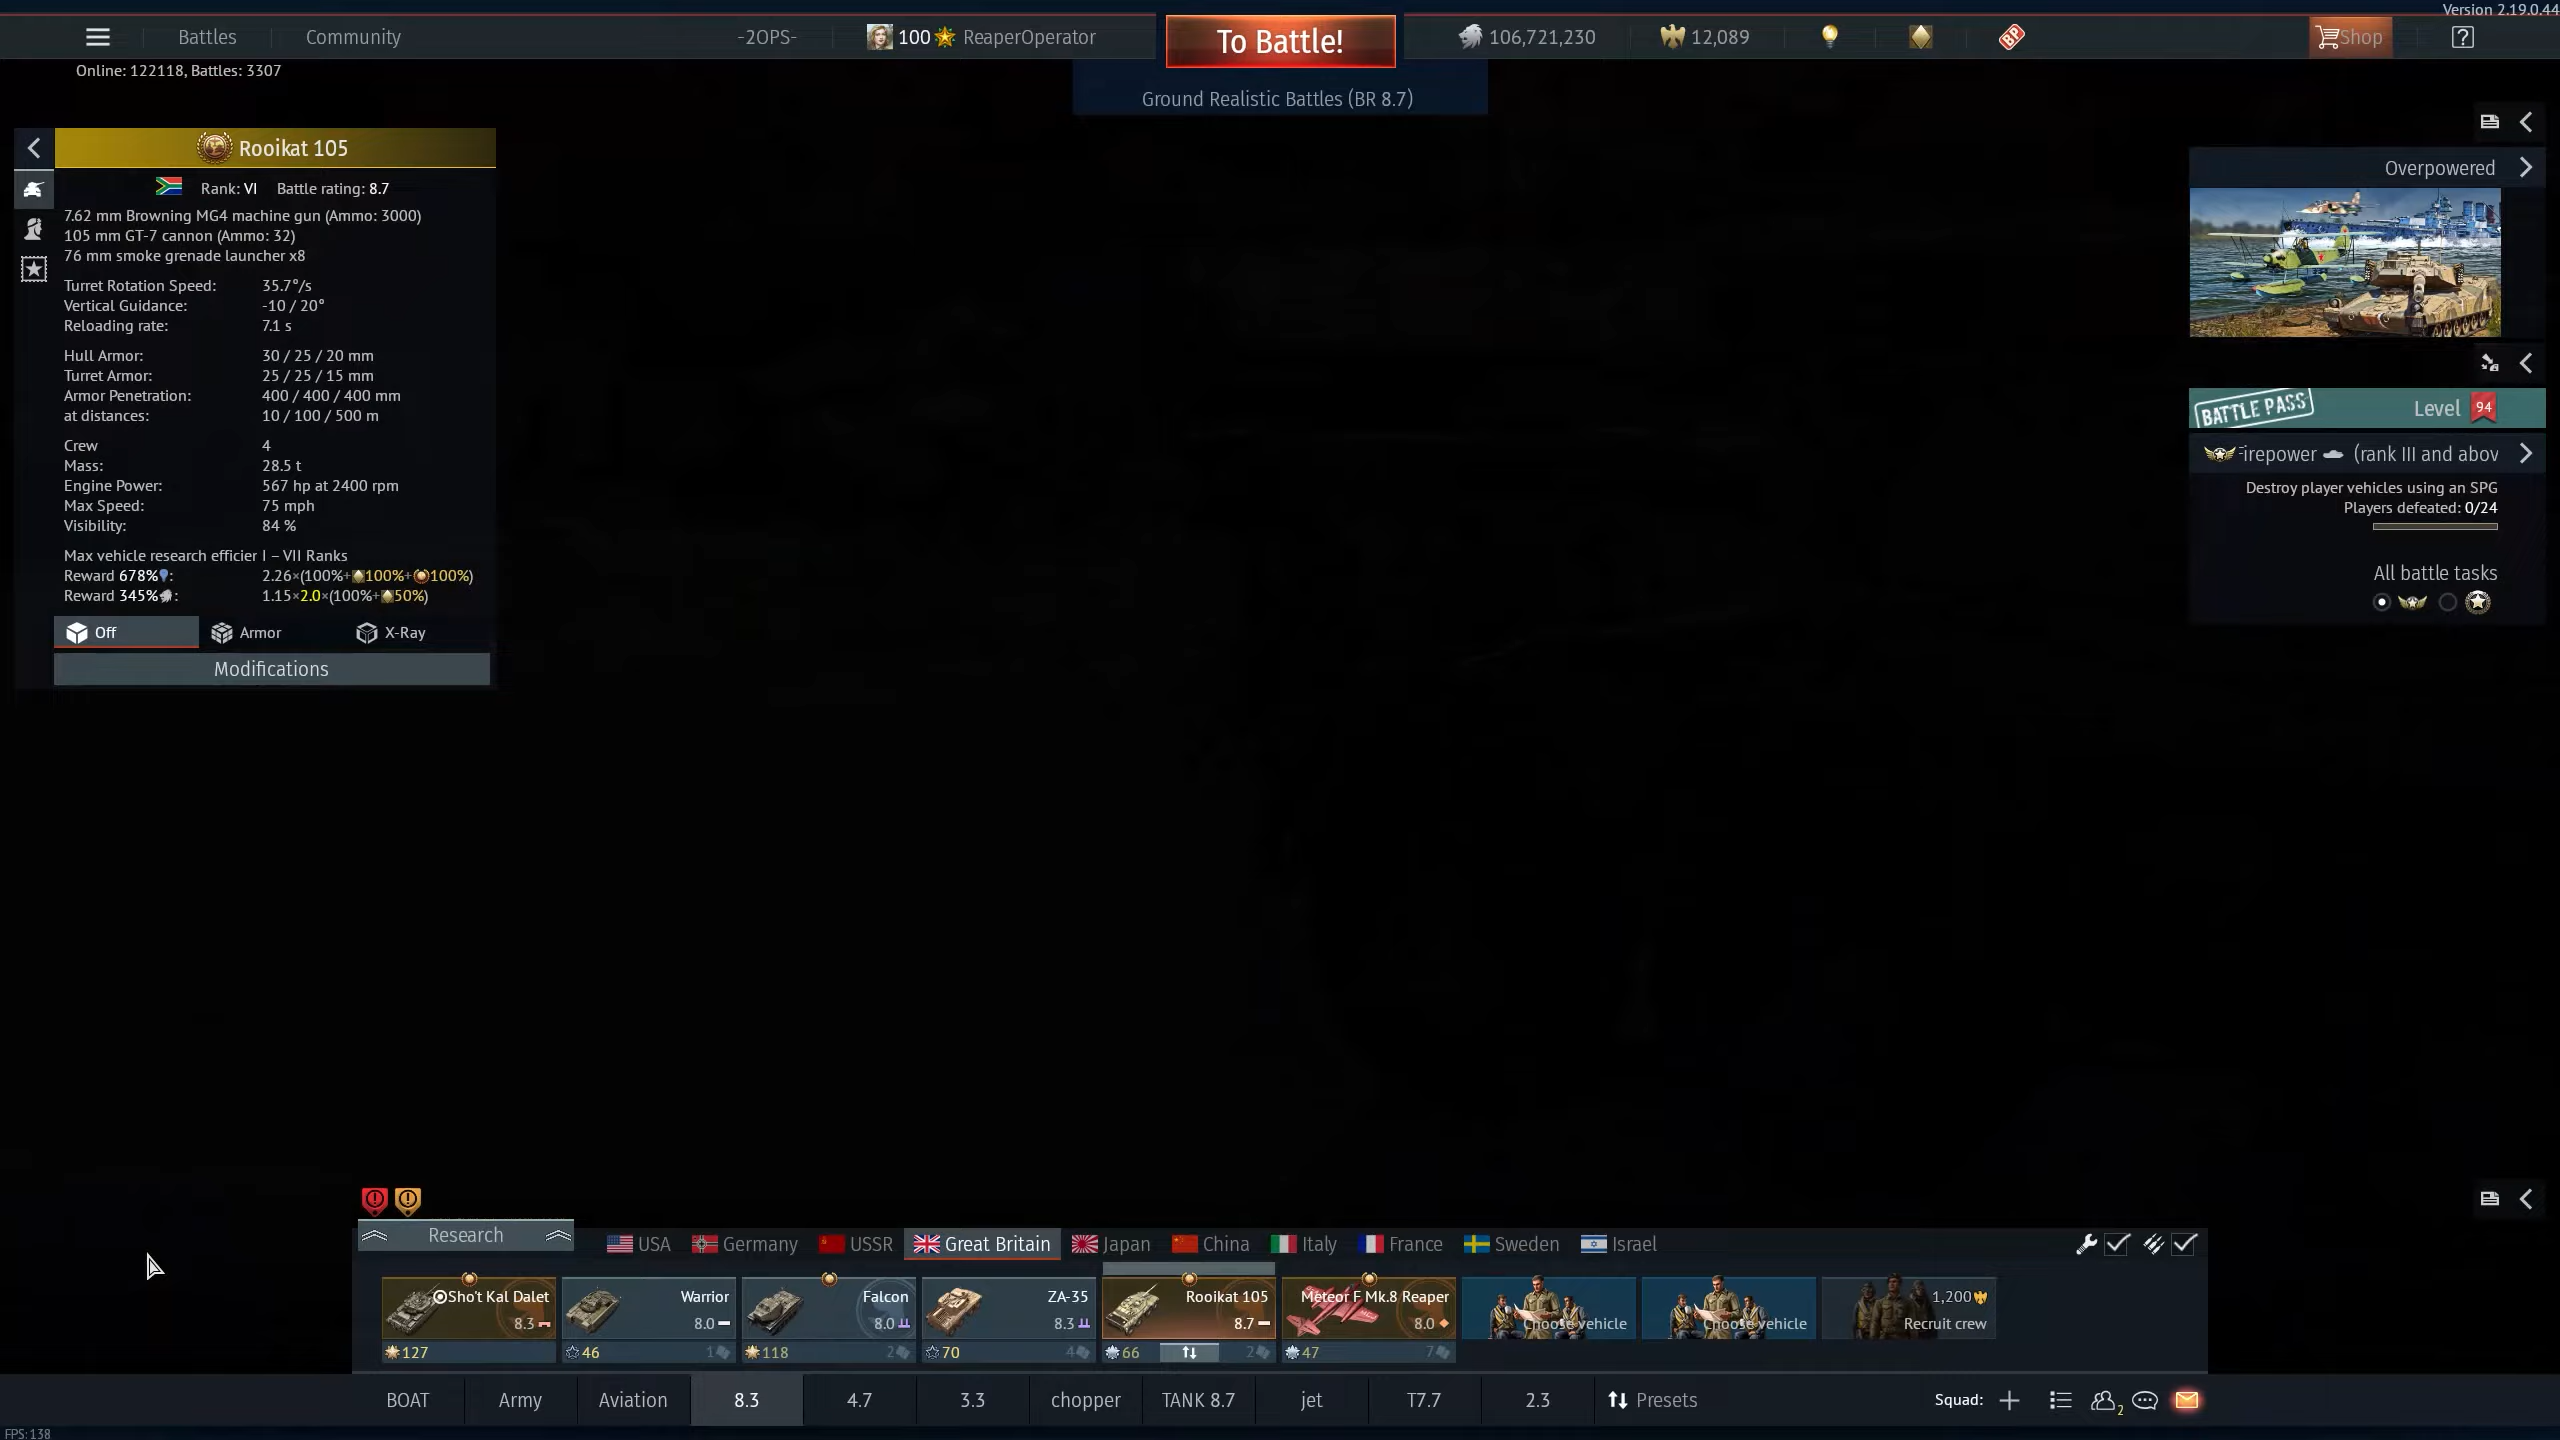 Version 2.19.0.44
Battles
Community
-2OPS-
100 ReaperOperator
To Battle!
106,721,230
12,089
BP
Shop
?
Online: 122118, Battles: 3307
Ground Realistic Battles (BR 8.7)
Rooikat 105
Rank: VI Battle rating: 8.7
7.62 mm Browning MG4 machine gun (Ammo: 3000)
105 mm GT-7 cannon (Ammo: 32)
76 mm smoke grenade launcher x8
Turret Rotation Speed: 35.7°/s
Vertical Guidance: -10 / 20°
Reloading rate: 7.1 s
Hull Armor: 30 / 25 / 20 mm
Turret Armor: 25 / 25 / 15 mm
Armor Penetration: 400 / 400 / 400 mm
at distances: 10 / 100 / 500 m
Crew 4
Mass: 28.5 t
Engine Power: 567 hp at 2400 rpm
Max Speed: 75 mph
Visibility: 84 %
Max vehicle research efficier I – VII Ranks
Reward 678%: 2.26×(100%+100%+100%)
Reward 345%: 1.15×2.0×(100%+50%)
Off
Armor
X-Ray
Modifications
Overpowered
BATTLE PASS
Level 94
Firepower (rank III and abov
Destroy player vehicles using an SPG
Players defeated: 0/24
All battle tasks
Research
USA
Germany
USSR
Great Britain
Japan
China
Italy
France
Sweden
Israel
Sho't Kal Dalet
8.3
127
Warrior
8.0
46
1
Falcon
8.0
118
2
ZA-35
8.3
70
4
Rooikat 105
8.7
66
2
Meteor F Mk.8 Reaper
8.0
47
7
Choose vehicle
Choose vehicle
1,200
Recruit crew
BOAT
Army
Aviation
8.3
4.7
3.3
chopper
TANK 8.7
jet
T7.7
2.3
Presets
Squad:
2
FPS:138